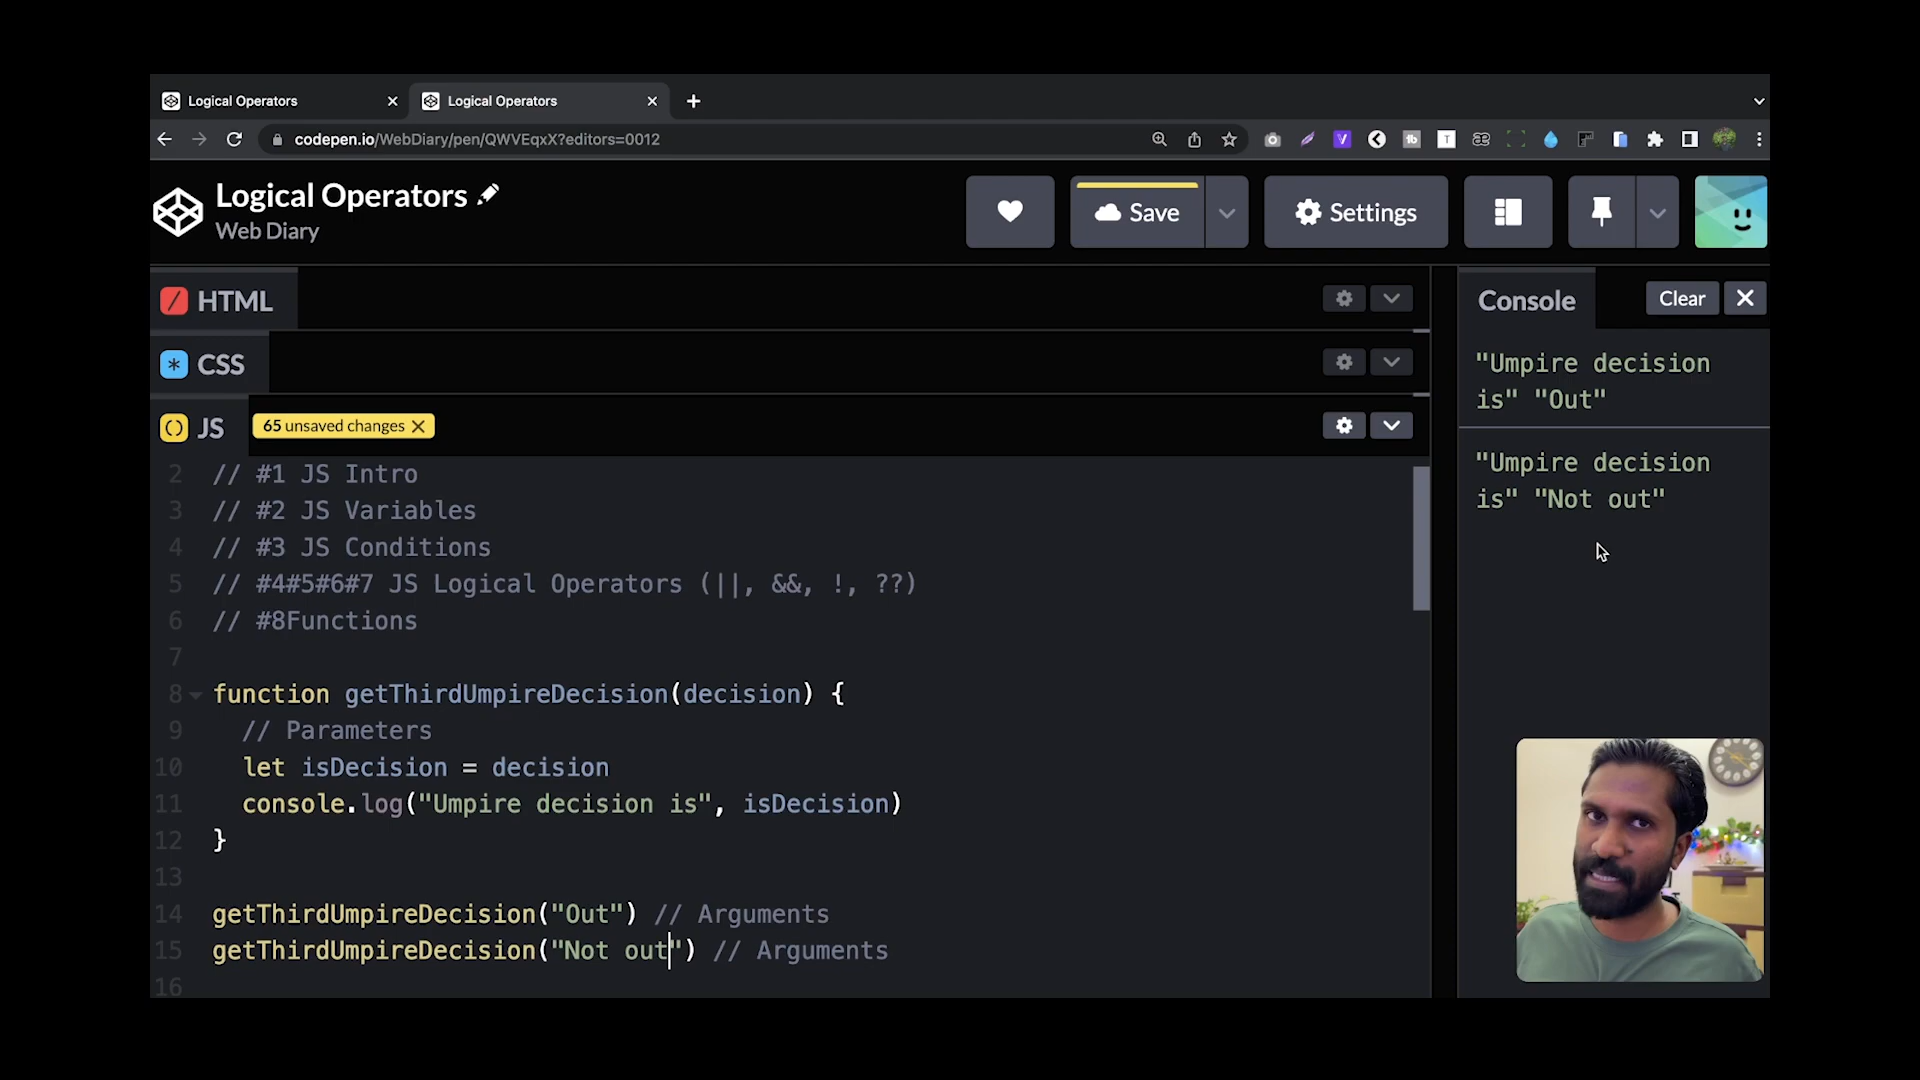 Logical Operators
Logical Operators
codepen.io/WebDiary/pen/QWVEqxX?editors=0012
Logical Operators
Web Diary
Save
Settings
HTML
CSS
JS
65 unsaved changes
2 // #1 JS Intro
3 // #2 JS Variables
4 // #3 JS Conditions
5 // #4#5#6#7 JS Logical Operators (||, &&, !, ??)
6 // #8Functions
7
8 function getThirdUmpireDecision(decision) {
9 // Parameters
10 let isDecision = decision
11 console.log("Umpire decision is", isDecision)
12 }
13
14 getThirdUmpireDecision("Out") // Arguments
15 getThirdUmpireDecision("Not out") // Arguments
16
Console
Clear
"Umpire decision
is" "Out"
"Umpire decision
is" "Not out"